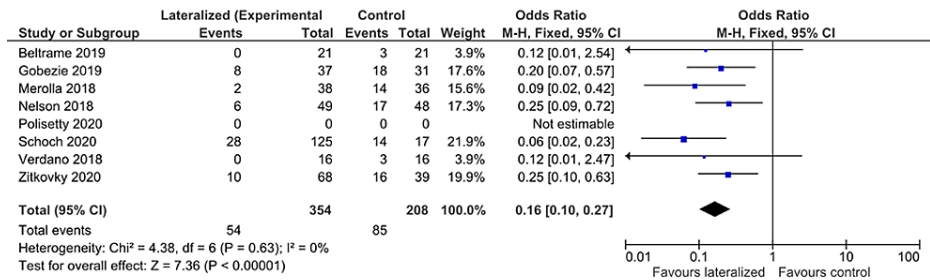 Lateralized (Experimental Control Odds Ratio Odds Ratio
Study or Subgroup Events Total Events Total Weight M-H, Fixed, 95% CI M-H, Fixed, 95% CI
Beltrame 2019 0 21 3 21 3.9% 0.12 [0.01, 2.54]
Gobezie 2019 8 37 18 31 17.6% 0.20 [0.07, 0.57]
Merolla 2018 2 38 14 36 15.6% 0.09 [0.02, 0.42]
Nelson 2018 6 49 17 48 17.3% 0.25 [0.09, 0.72]
Polisetty 2020 0 0 0 0 Not estimable
Schoch 2020 28 125 14 17 21.9% 0.06 [0.02, 0.23]
Verdano 2018 0 16 3 16 3.9% 0.12 [0.01, 2.47]
Zitkovky 2020 10 68 16 39 19.9% 0.25 [0.10, 0.63]
Total (95% CI) 354 208 100.0% 0.16 [0.10, 0.27]
Total events 54 85
Heterogeneity: Chi² = 4.38, df = 6 (P = 0.63); I² = 0%
Test for overall effect: Z = 7.36 (P < 0.00001)
0.01 0.1 1 10 100
Favours lateralized Favours control